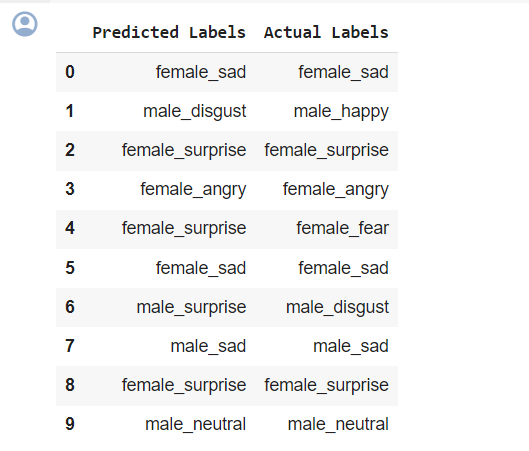 Predicted Labels Actual Labels
0 female_sad female_sad
1 male_disgust male_happy
2 female_surprise female_surprise
3 female_angry female_angry
4 female_surprise female_fear
5 female_sad female_sad
6 male_surprise male_disgust
7 male_sad male_sad
8 female_surprise female_surprise
9 male_neutral male_neutral